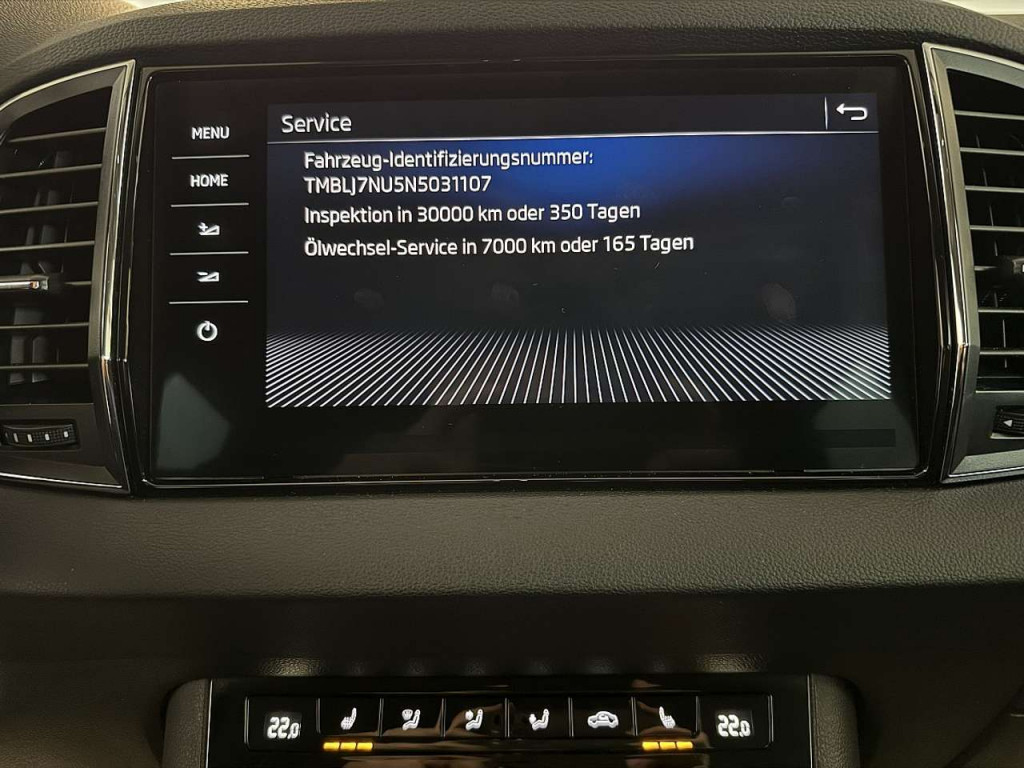 Service
MENU
HOME
Fahrzeug-Identifizierungsnummer:
TMBLJ7NU5N5031107
Inspektion in 30000 km oder 350 Tagen
Ölwechsel-Service in 7000 km oder 165 Tagen
22.0
22.0